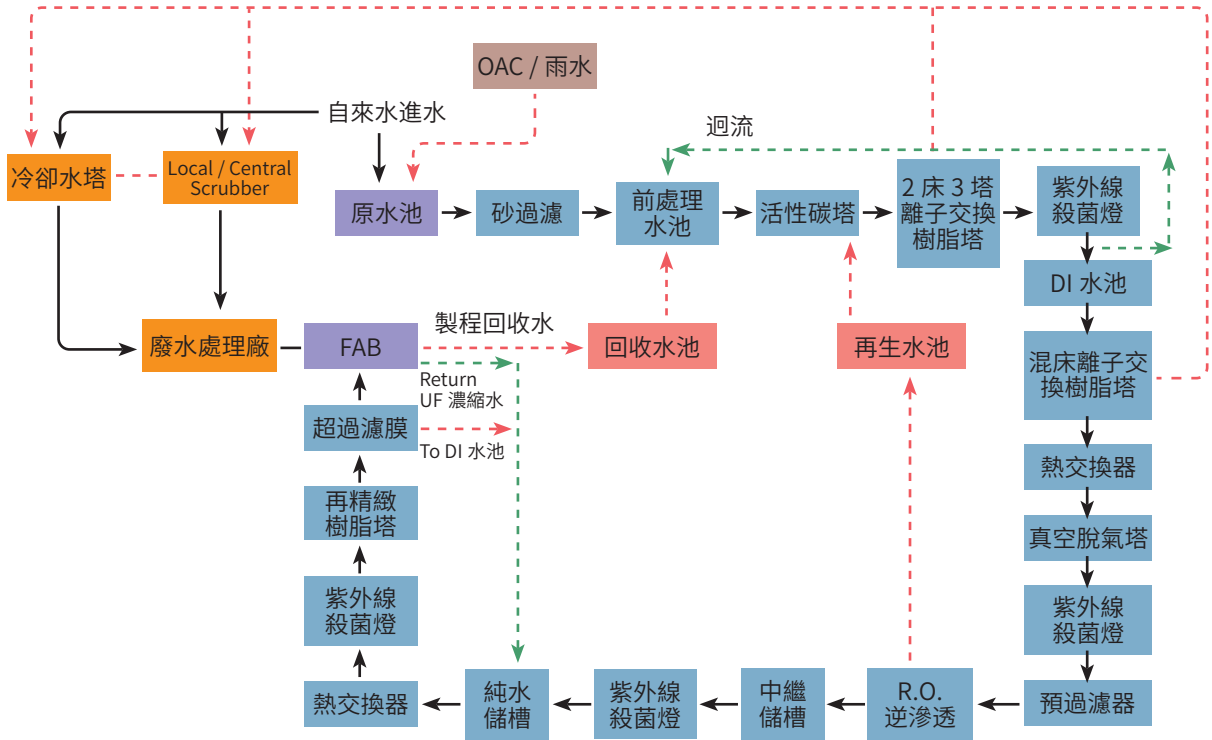 OAC / 雨水
自來水進水
迴流
冷卻水塔
Local / Central
Scrubber
原水池
砂過濾
前處理
水池
活性碳塔
2 床 3 塔
離子交換
樹脂塔
紫外線
殺菌燈
DI 水池
廢水處理廠
FAB
製程回收水
回收水池
再生水池
混床離子交
換樹脂塔
Return
UF 濃縮水
超過濾膜
To DI 水池
熱交換器
再精緻
樹脂塔
真空脫氣塔
紫外線
殺菌燈
紫外線
殺菌燈
熱交換器
純水
儲槽
紫外線
殺菌燈
中繼
儲槽
R.O.
逆滲透
預過濾器